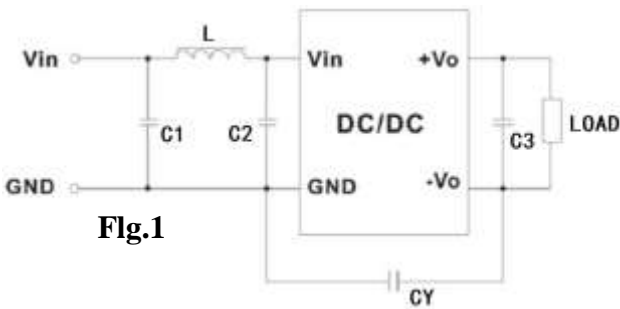 L
Vin
Vin
+Vo
C1
C2
DC/DC
C3
LOAD
GND
GND
-Vo
Flg.1
CY